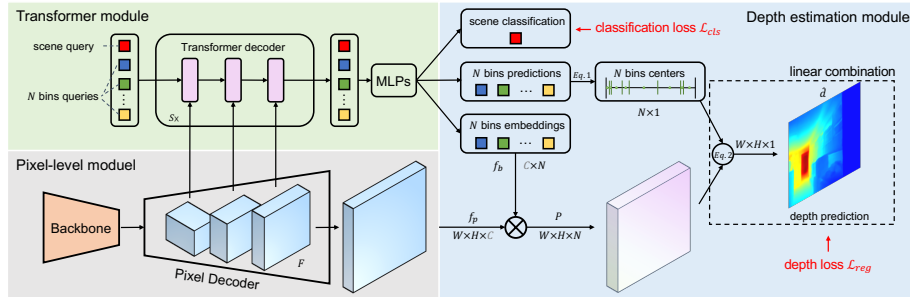 Transformer module
scene query
N bins queries
Transformer decoder
S×
MLPs
Pixel-level moduel
Backbone
Pixel Decoder
F
Depth estimation module
scene classification
classification loss ℒcls
N bins predictions
Eq.1
N bins centers
N×1
N bins embeddings
f_b
C×N
f_p
W×H×C
P
W×H×N
linear combination
d̂
Eq.2
W×H×1
depth prediction
depth loss ℒreg